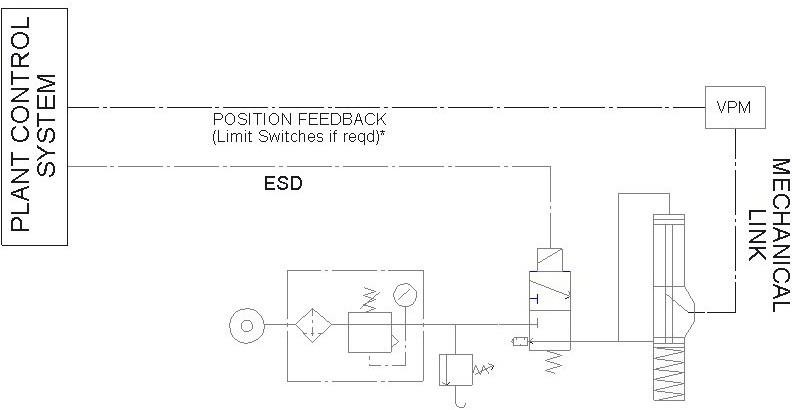 PLANT CONTROL
SYSTEM
POSITION FEEDBACK
(Limit Switches if reqd)*
ESD
VPM
MECHANICAL
LINK